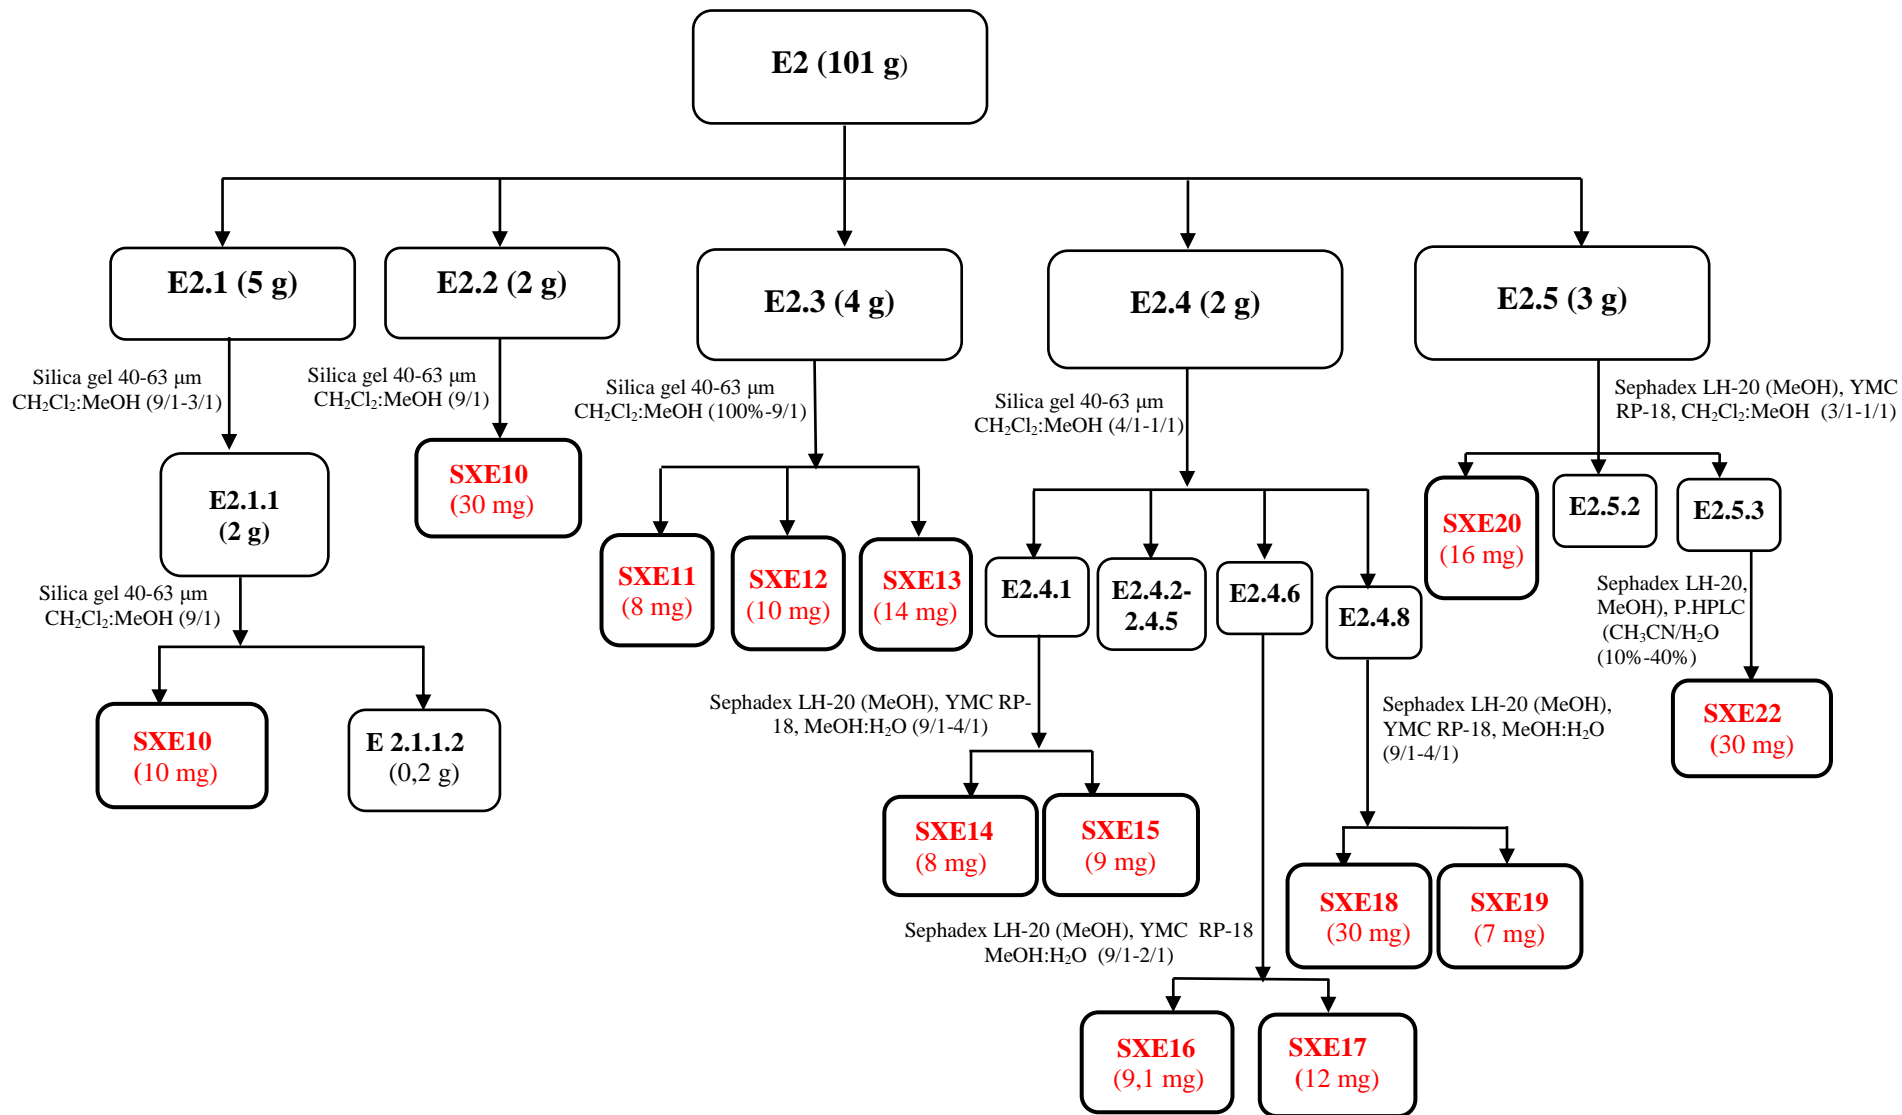 E2 (101 g)
E2.1 (5 g)
E2.2 (2 g)
E2.3 (4 g)
E2.4 (2 g)
E2.5 (3 g)
Silica gel 40-63 μm
CH₂Cl₂:MeOH (9/1-3/1)
Silica gel 40-63 μm
CH₂Cl₂:MeOH (9/1)
Silica gel 40-63 μm
CH₂Cl₂:MeOH (100%-9/1)
Silica gel 40-63 μm
CH₂Cl₂:MeOH (4/1-1/1)
Sephadex LH-20 (MeOH), YMC
RP-18, CH₂Cl₂:MeOH (3/1-1/1)
E2.1.1
(2 g)
SXE10
(30 mg)
SXE11
(8 mg)
SXE12
(10 mg)
SXE13
(14 mg)
E2.4.1
E2.4.2-
2.4.5
E2.4.6
E2.4.8
SXE20
(16 mg)
E2.5.2
E2.5.3
Silica gel 40-63 μm
CH₂Cl₂:MeOH (9/1)
Sephadex LH-20,
MeOH), P.HPLC
(CH₃CN/H₂O
(10%-40%)
SXE10
(10 mg)
E 2.1.1.2
(0,2 g)
Sephadex LH-20 (MeOH), YMC RP-
18, MeOH:H₂O (9/1-4/1)
Sephadex LH-20 (MeOH),
YMC RP-18, MeOH:H₂O
(9/1-4/1)
SXE22
(30 mg)
SXE14
(8 mg)
SXE15
(9 mg)
SXE18
(30 mg)
SXE19
(7 mg)
Sephadex LH-20 (MeOH), YMC RP-18
MeOH:H₂O (9/1-2/1)
SXE16
(9,1 mg)
SXE17
(12 mg)